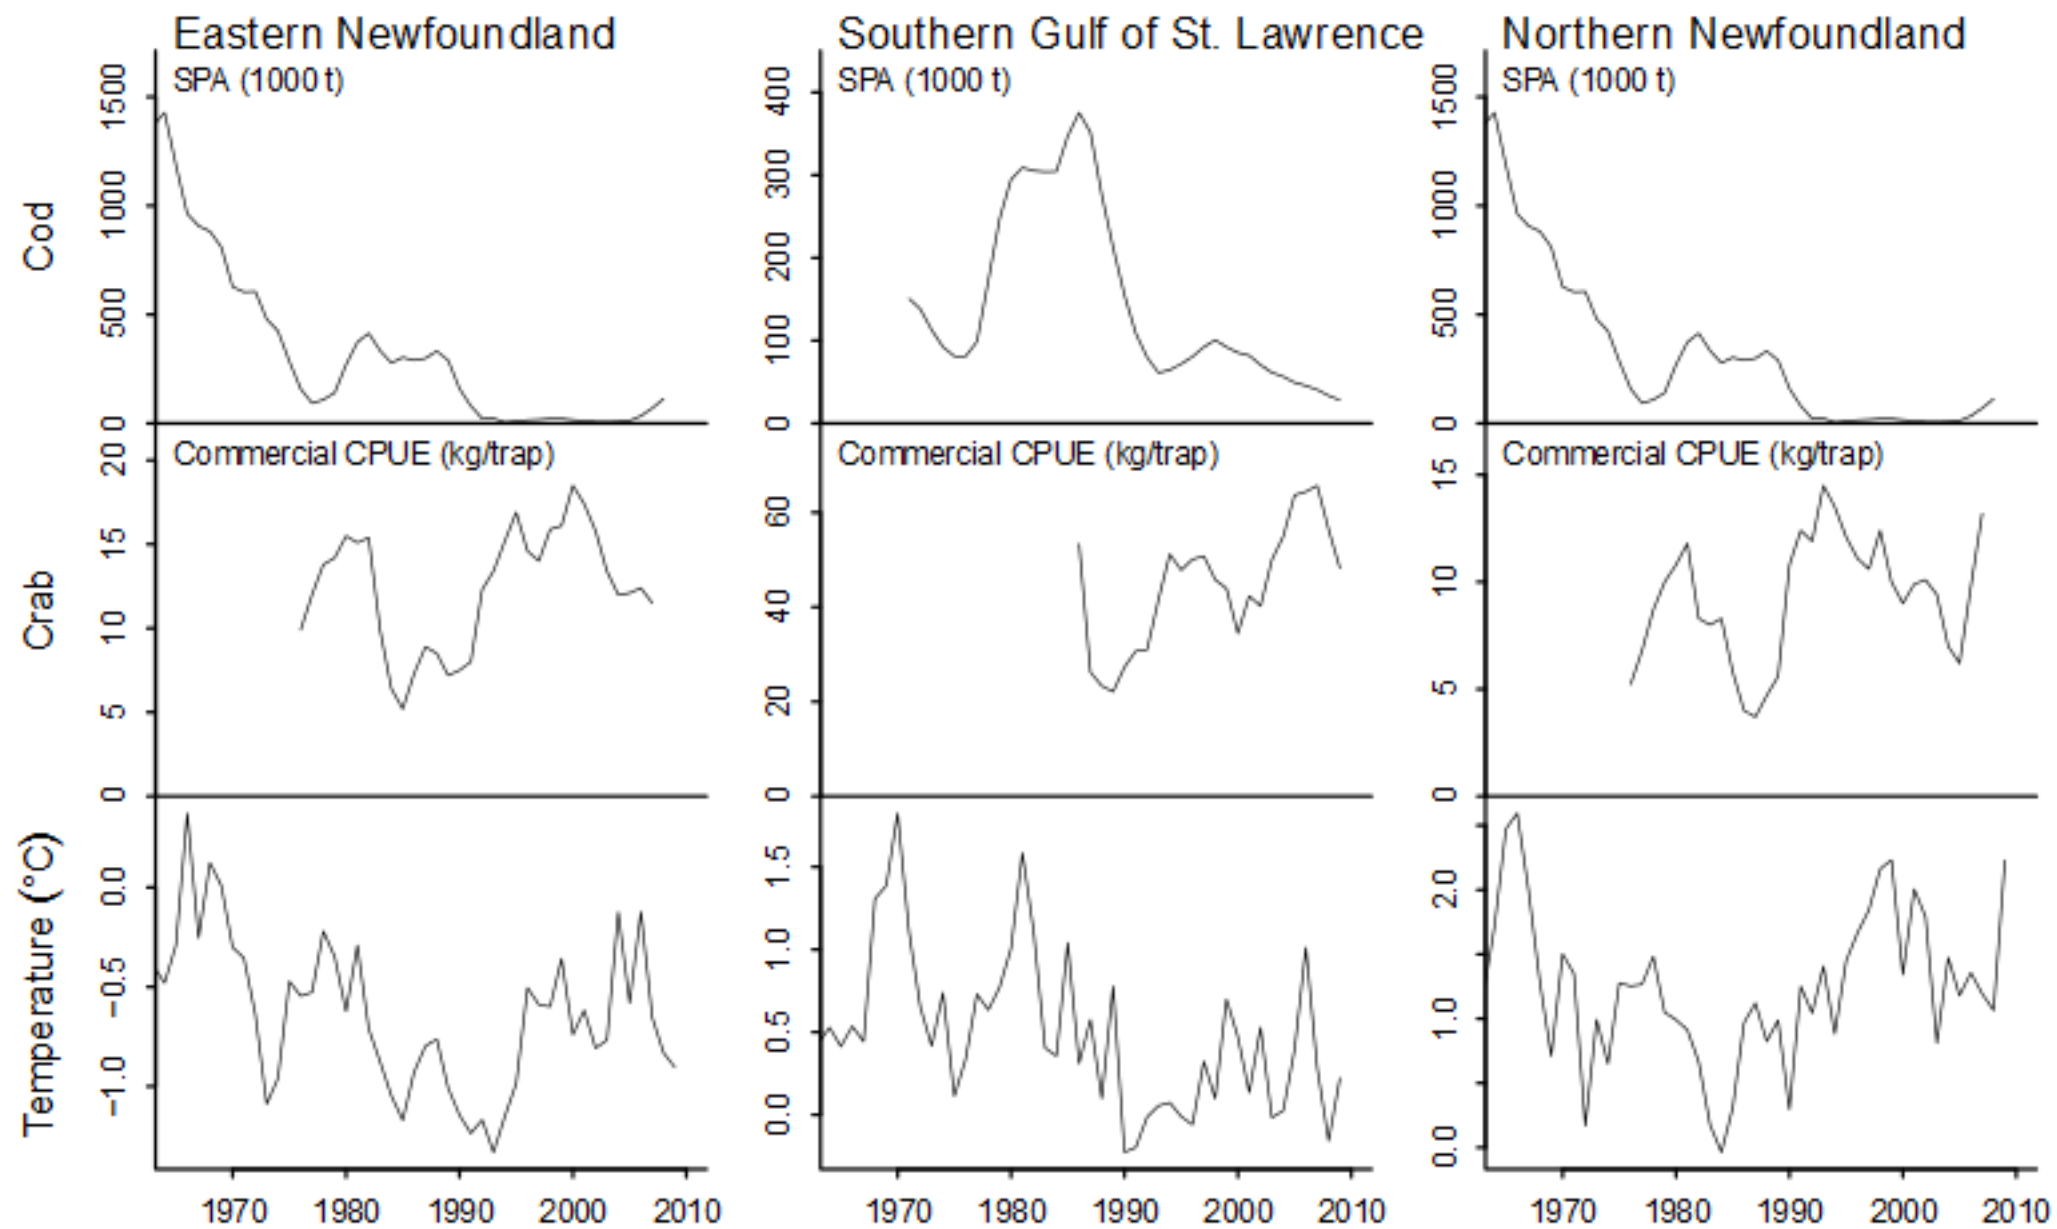 Eastern Newfoundland
Southern Gulf of St. Lawrence
Northern Newfoundland
SPA (1000 t)
SPA (1000 t)
SPA (1000 t)
Cod
1500
1000
500
0
400
300
200
100
0
1500
1000
500
0
Commercial CPUE (kg/trap)
Commercial CPUE (kg/trap)
Commercial CPUE (kg/trap)
Crab
20
15
10
5
0
60
40
20
0
15
10
5
0
Temperature (°C)
0.0
−0.5
−1.0
1.5
1.0
0.5
0.0
2.0
1.0
0.0
1970 1980 1990 2000 2010
1970 1980 1990 2000 2010
1970 1980 1990 2000 2010